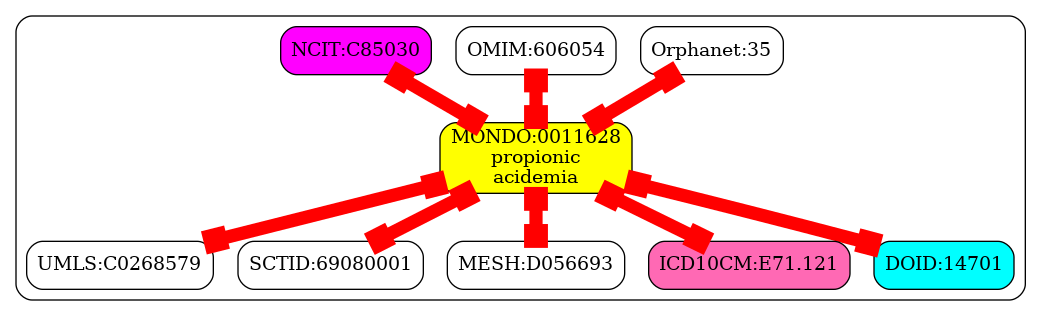 NCIT:C85030
OMIM:606054
Orphanet:35
MONDO:0011628
propionic
acidemia
UMLS:C0268579
SCTID:69080001
MESH:D056693
ICD10CM:E71.121
DOID:14701